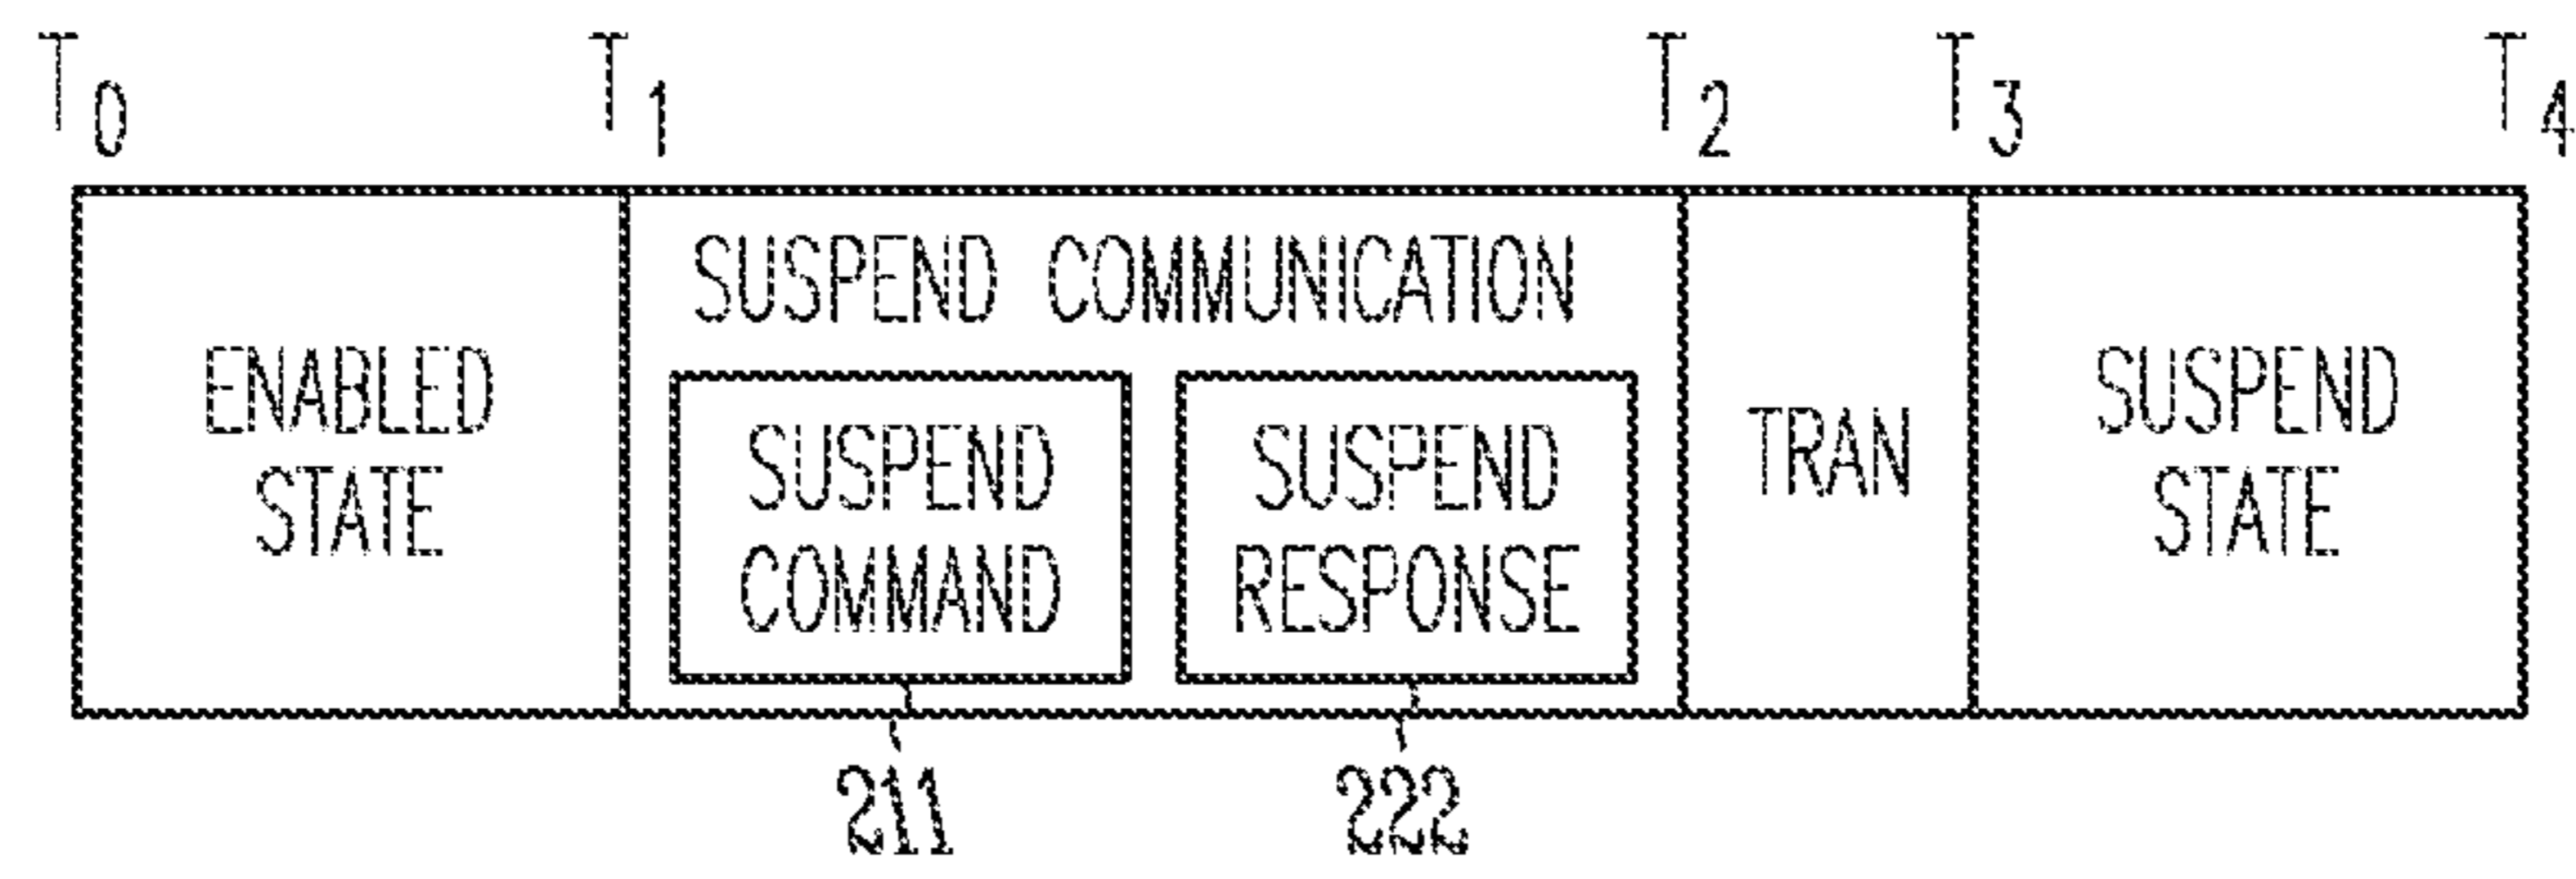 T0 T1 T2 T3 T4
SUSPEND COMMUNICATION
ENABLED
STATE
SUSPEND
COMMAND
SUSPEND
RESPONSE
TRAN
SUSPEND
STATE
211
222